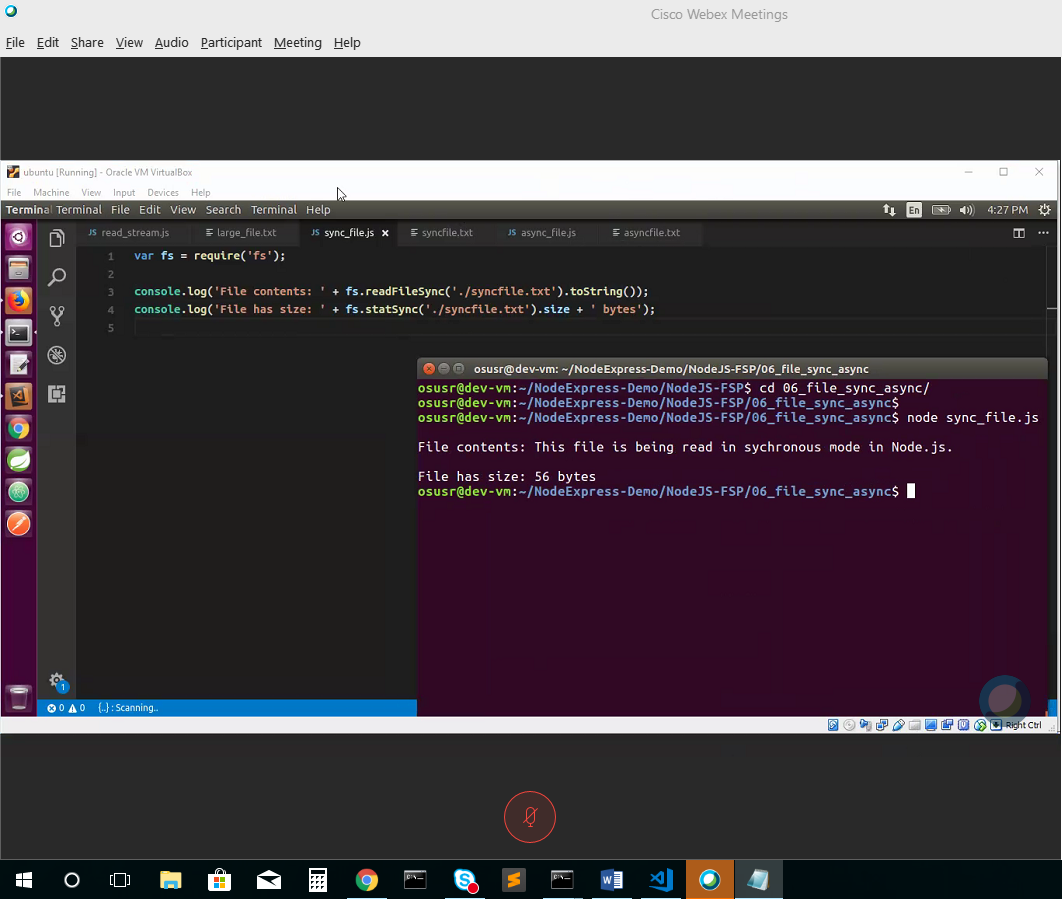 Cisco Webex Meetings
File Edit Share View Audio Participant Meeting Help
ubuntu [Running] - Oracle VM VirtualBox
File Machine View Input Devices Help
Terminal Terminal File Edit View Search Terminal Help En 4:27 PM
JS read_stream.js large_file.txt JS sync_file.js × syncfile.txt JS async_file.js asyncfile.txt
1 var fs = require('fs');
2
3 console.log('File contents: ' + fs.readFileSync('./syncfile.txt').toString());
4 console.log('File has size: ' + fs.statSync('./syncfile.txt').size + ' bytes');
5
osusr@dev-vm: ~/NodeExpress-Demo/NodeJS-FSP/06_file_sync_async
osusr@dev-vm:~/NodeExpress-Demo/NodeJS-FSP$ cd 06_file_sync_async/
osusr@dev-vm:~/NodeExpress-Demo/NodeJS-FSP/06_file_sync_async$
osusr@dev-vm:~/NodeExpress-Demo/NodeJS-FSP/06_file_sync_async$ node sync_file.js
File contents: This file is being read in sychronous mode in Node.js.
File has size: 56 bytes
osusr@dev-vm:~/NodeExpress-Demo/NodeJS-FSP/06_file_sync_async$
1
0 0 {..} : Scanning..
Right Ctrl